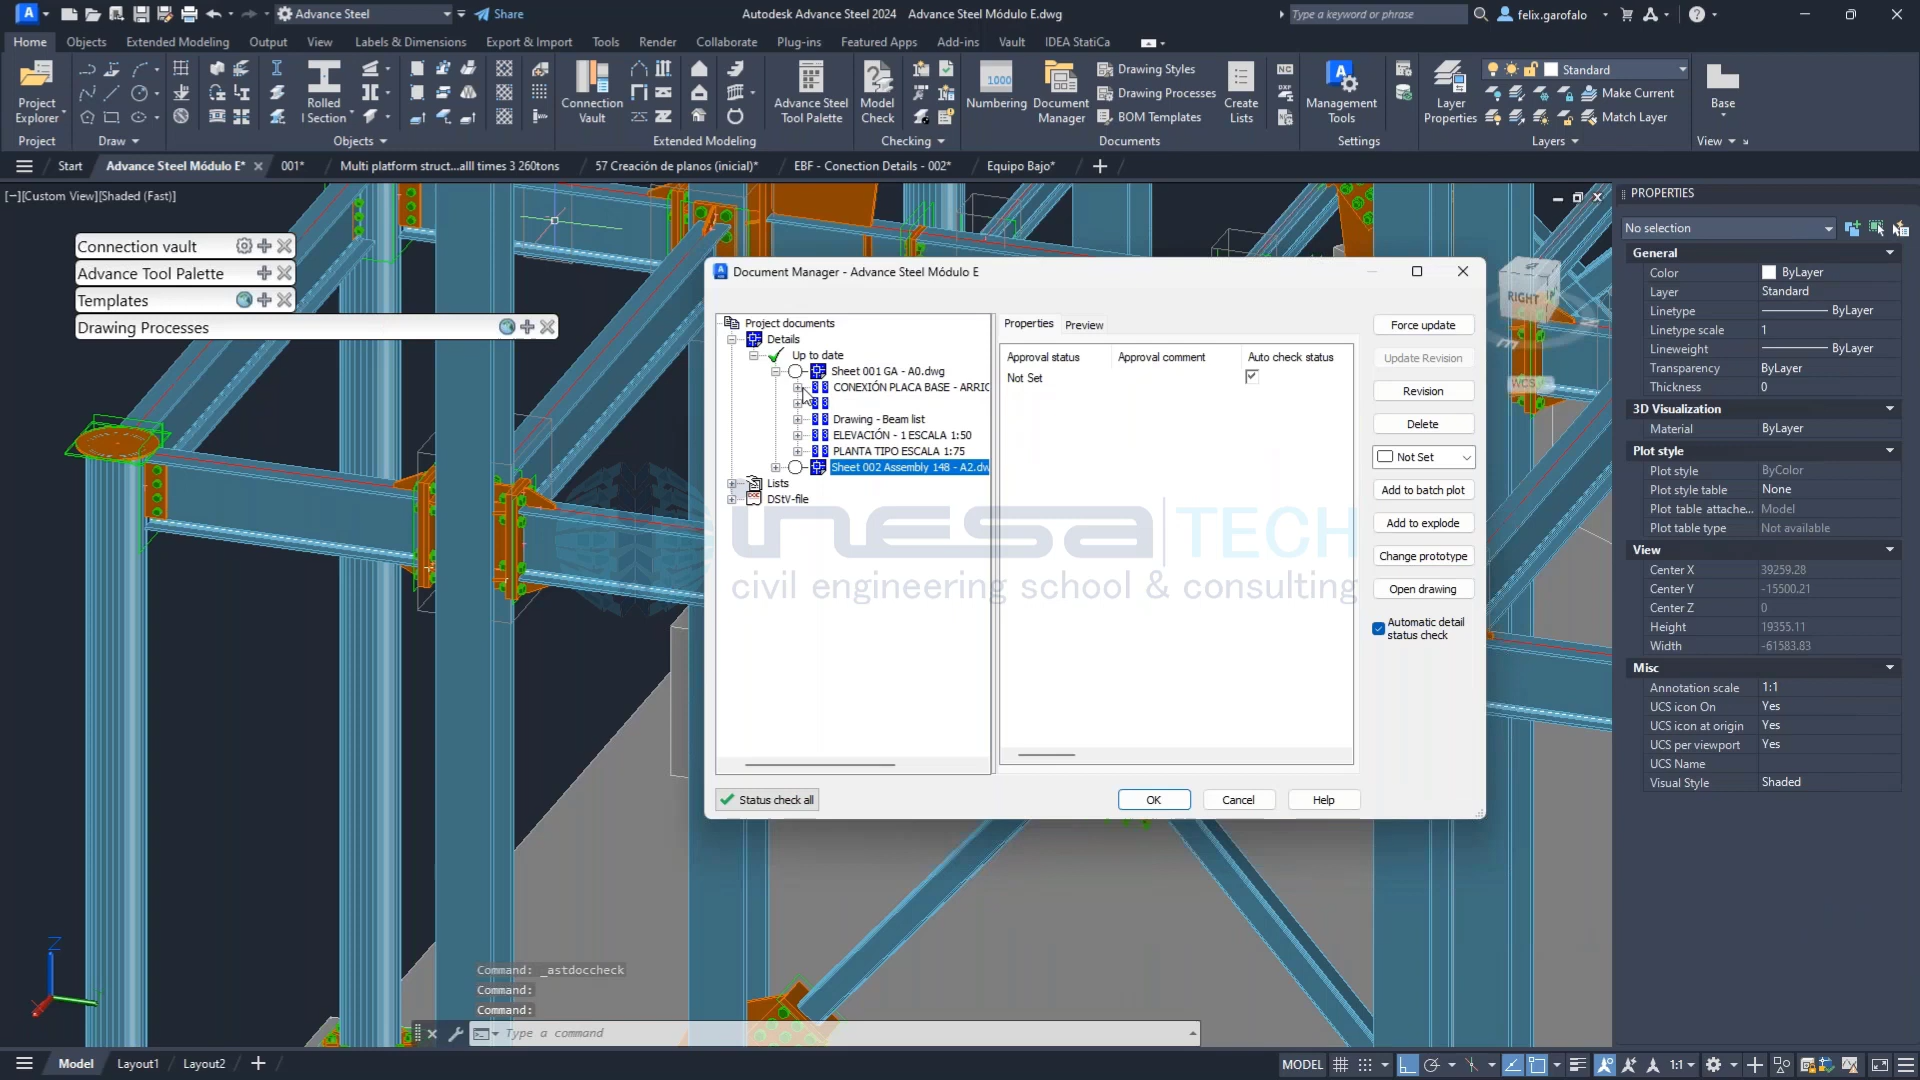 Advance Steel
Share
Autodesk Advance Steel 2024 Advance Steel Módulo E.dwg
Type a keyword or phrase
felix.garofalo
Home Objects Extended Modeling Output View Labels & Dimensions Export & Import Tools Render Collaborate Plug-ins Featured Apps Add-ins Vault IDEA StatiCa
Project Explorer
Rolled I Section
Connection Vault
Advance Steel Tool Palette
Model Check
1000
Numbering
Document Manager
Drawing Styles
Drawing Processes
BOM Templates
Create Lists
NC
DXF
Management Tools
Layer Properties
Standard
Make Current
Match Layer
Base
Project Draw Objects Extended Modeling Checking Documents Settings Layers View
Start Advance Steel Módulo E* 001* Multi platform struct...alll times 3 260tons 57 Creación de planos (inicial)* EBF - Conection Details - 002* Equipo Bajo*
[−][Custom View][Shaded (Fast)]
Connection vault
Advance Tool Palette
Templates
Drawing Processes
RIGHT
WCS
Document Manager - Advance Steel Módulo E
Project documents
Details
Up to date
Sheet 001 GA - A0.dwg
CONEXIÓN PLACA BASE - ARRIO
Drawing - Beam list
ELEVACIÓN - 1 ESCALA 1:50
PLANTA TIPO ESCALA 1:75
Sheet 002 Assembly 148 - A2.dw
Lists
DStV-file
Properties Preview
Approval status Approval comment Auto check status
Not Set
Force update
Update Revision
Revision
Delete
Not Set
Add to batch plot
Add to explode
Change prototype
Open drawing
Automatic detail status check
Status check all
OK Cancel Help
inesa TECH
civil engineering school & consulting
PROPERTIES
No selection
General
Color ByLayer
Layer Standard
Linetype ByLayer
Linetype scale 1
Lineweight ByLayer
Transparency ByLayer
Thickness 0
3D Visualization
Material ByLayer
Plot style
Plot style ByColor
Plot style table None
Plot table attache... Model
Plot table type Not available
View
Center X 39259.28
Center Y -15500.21
Center Z 0
Height 19355.11
Width -61583.83
Misc
Annotation scale 1:1
UCS icon On Yes
UCS icon at origin Yes
UCS per viewport Yes
UCS Name
Visual Style Shaded
Z
Command: _astdoccheck
Command:
Command:
Type a command
Model Layout1 Layout2
MODEL
1:1